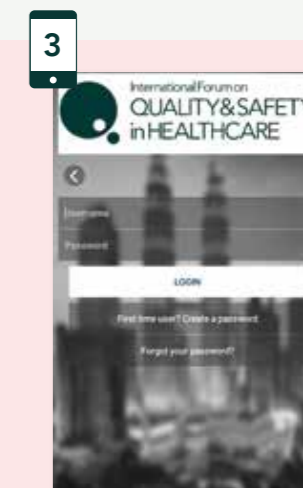 3
International Forum on
QUALITY & SAFETY
in HEALTHCARE
Username
Password
LOGIN
First time user? Create a password
Forgot your password?